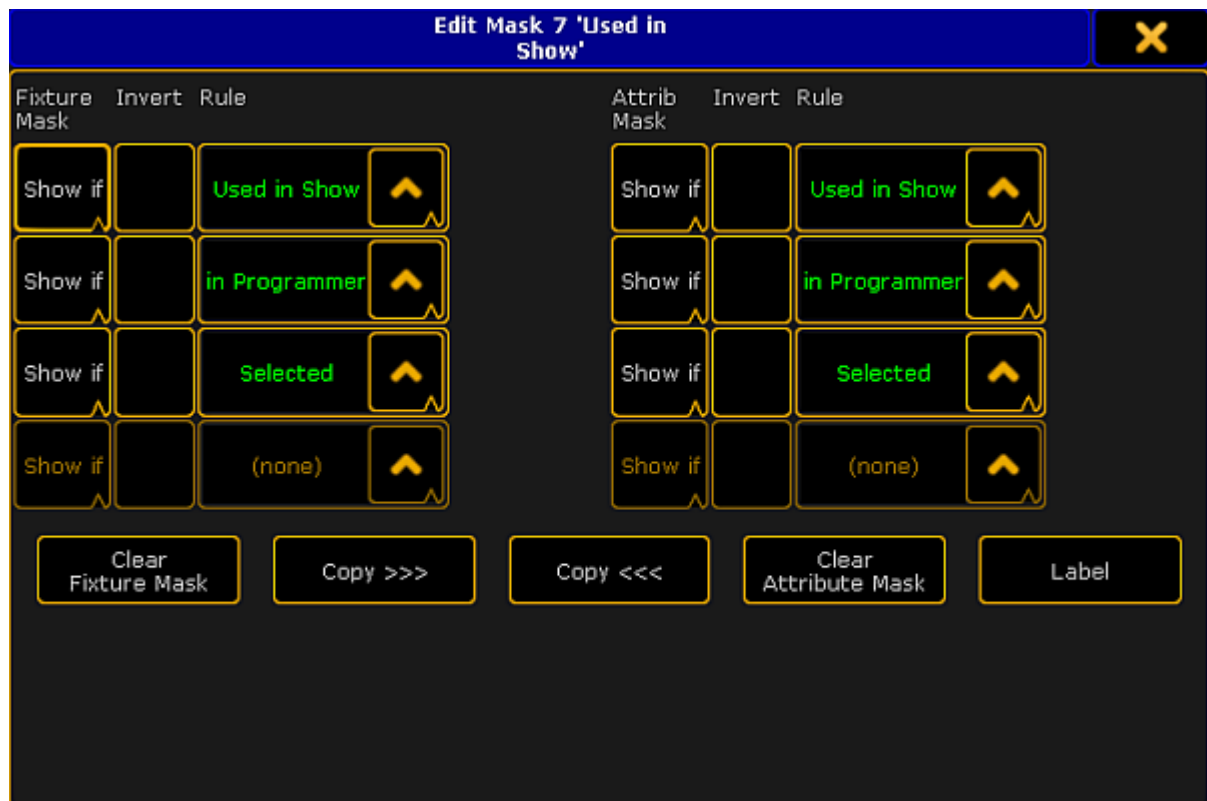 Edit Mask 7 'Used in
Show'
Fixture Invert Rule
Mask
Attrib Invert Rule
Mask
Show if Used in Show
Show if Used in Show
Show if in Programmer
Show if in Programmer
Show if Selected
Show if Selected
Show if (none)
Show if (none)
Clear
Fixture Mask
Copy >>>
Copy <<<
Clear
Attribute Mask
Label